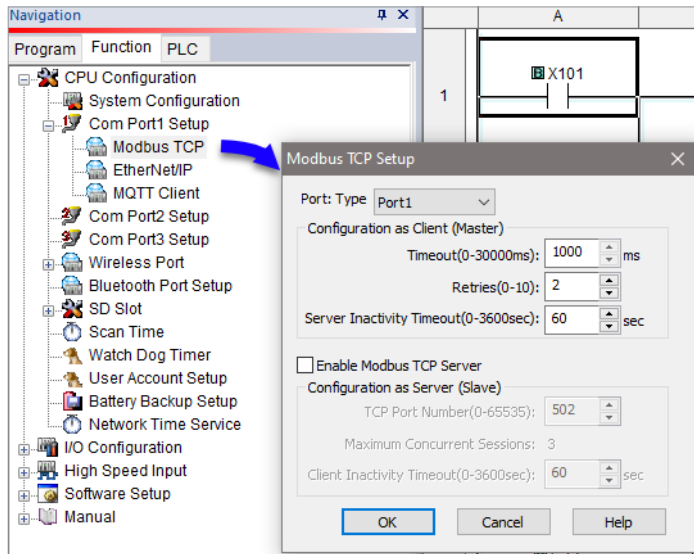 Navigation
Program Function PLC
CPU Configuration
System Configuration
Com Port1 Setup
Modbus TCP
EtherNet/IP
MQTT Client
Com Port2 Setup
Com Port3 Setup
Wireless Port
Bluetooth Port Setup
SD Slot
Scan Time
Watch Dog Timer
User Account Setup
Battery Backup Setup
Network Time Service
I/O Configuration
High Speed Input
Software Setup
Manual
A
1
B X101
Modbus TCP Setup
Port: Type Port1
Configuration as Client (Master)
Timeout(0-30000ms): 1000 ms
Retries(0-10): 2
Server Inactivity Timeout(0-3600sec): 60 sec
Enable Modbus TCP Server
Configuration as Server (Slave)
TCP Port Number(0-65535): 502
Maximum Concurrent Sessions: 3
Client Inactivity Timeout(0-3600sec): 60 sec
OK Cancel Help